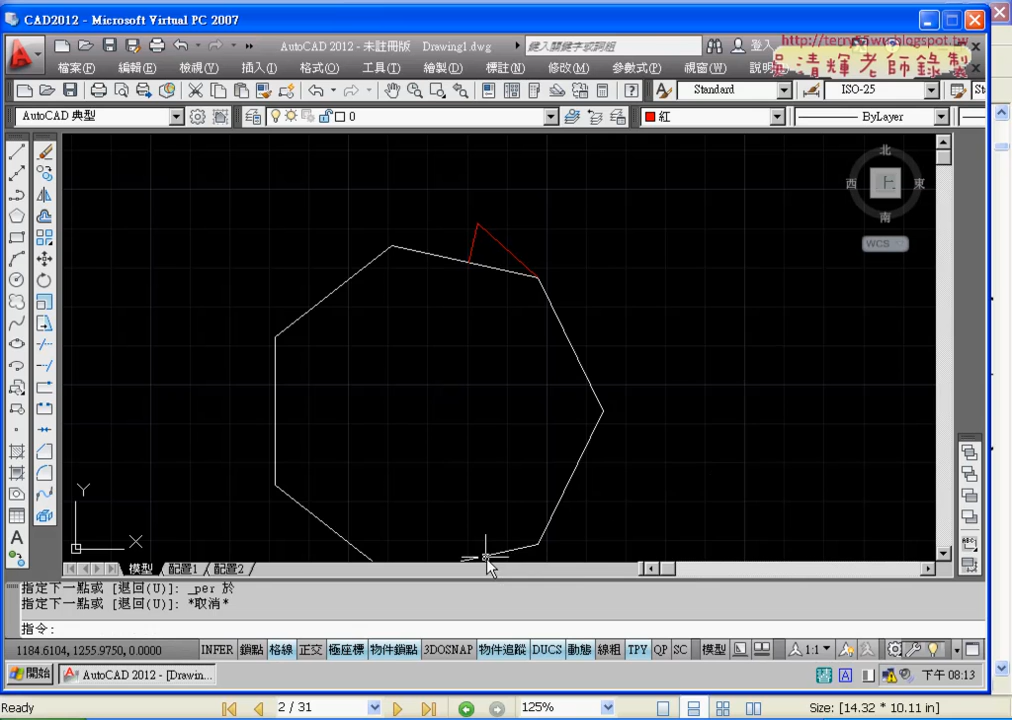 CAD2012 - Microsoft Virtual PC 2007
AutoCAD 2012 - 未註冊版 Drawing1.dwg
鍵入關鍵字或詞組
登入
http://terry55wu.blogspot.tw
吳清輝老師錄製
檔案(F) 編輯(E) 檢視(V) 插入(I) 格式(O) 工具(T) 繪製(D) 標註(N) 修改(M) 參數式(P) 視窗(W) 說明
Standard
ISO-25
AutoCAD 典型
0
紅
ByLayer
北
西 上 東
南
WCS
Y
X
模型 配置1 配置2
指定下一點或 [退回(U)]: _per 於
指定下一點或 [退回(U)]: *取消*
指令:
1184.6104, 1255.9750, 0.0000
INFER 鎖點 格線 正交 極座標 物件鎖點 3DOSNAP 物件追蹤 DUCS 動態 線粗 TPY QP SC 模型 1:1
開始
AutoCAD 2012 - [Drawin...
下午 08:13
Ready
2 / 31
125%
Size: [14.32 * 10.11 in]